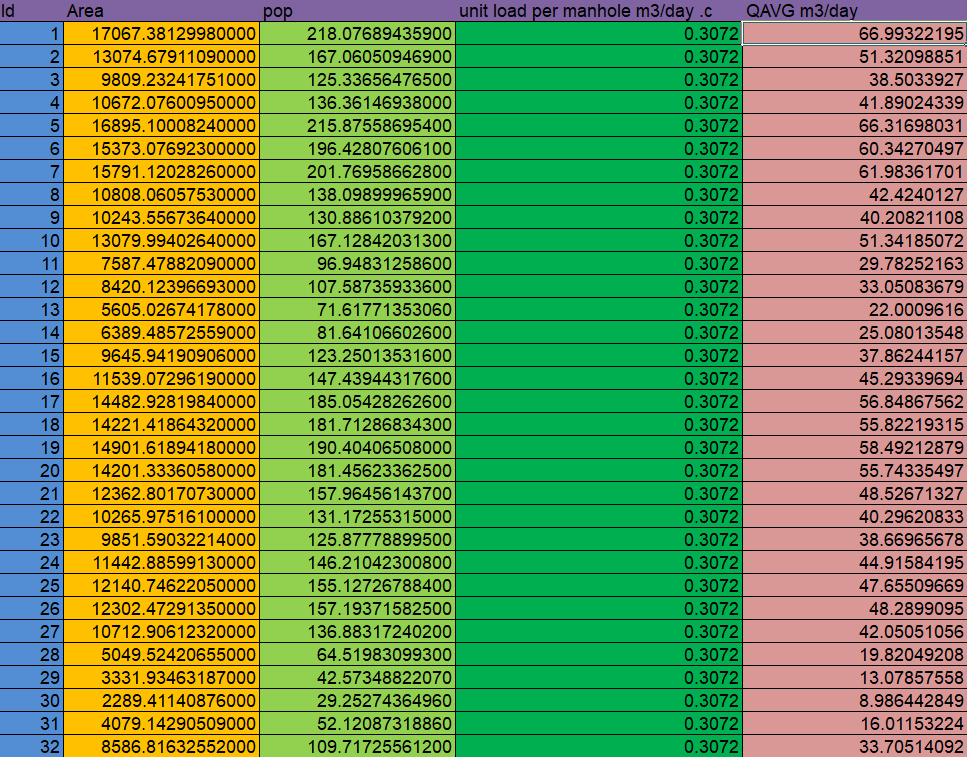 Id Area pop unit load per manhole m3/day .c QAVG m3/day
1 17067.38129980000 218.07689435900 0.3072 66.99322195
2 13074.67911090000 167.06050946900 0.3072 51.32098851
3 9809.23241751000 125.33656476500 0.3072 38.5033927
4 10672.07600950000 136.36146938000 0.3072 41.89024339
5 16895.10008240000 215.87558695400 0.3072 66.31698031
6 15373.07692300000 196.42807606100 0.3072 60.34270497
7 15791.12028260000 201.76958662800 0.3072 61.98361701
8 10808.06057530000 138.09899965900 0.3072 42.4240127
9 10243.55673640000 130.88610379200 0.3072 40.20821108
10 13079.99402640000 167.12842031300 0.3072 51.34185072
11 7587.47882090000 96.94831258600 0.3072 29.78252163
12 8420.12396693000 107.58735933600 0.3072 33.05083679
13 5605.02674178000 71.61771353060 0.3072 22.0009616
14 6389.48572559000 81.64106602600 0.3072 25.08013548
15 9645.94190906000 123.25013531600 0.3072 37.86244157
16 11539.07296190000 147.43944317600 0.3072 45.29339694
17 14482.92819840000 185.05428262600 0.3072 56.84867562
18 14221.41864320000 181.71286834300 0.3072 55.82219315
19 14901.61894180000 190.40406508000 0.3072 58.49212879
20 14201.33360580000 181.45623362500 0.3072 55.74335497
21 12362.80170730000 157.96456143700 0.3072 48.52671327
22 10265.97516100000 131.17255315000 0.3072 40.29620833
23 9851.59032214000 125.87778899500 0.3072 38.66965678
24 11442.88599130000 146.21042300800 0.3072 44.91584195
25 12140.74622050000 155.12726788400 0.3072 47.65509669
26 12302.47291350000 157.19371582500 0.3072 48.2899095
27 10712.90612320000 136.88317240200 0.3072 42.05051056
28 5049.52420655000 64.51983099300 0.3072 19.82049208
29 3331.93463187000 42.57348822070 0.3072 13.07857558
30 2289.41140876000 29.25274364960 0.3072 8.986442849
31 4079.14290509000 52.12087318860 0.3072 16.01153224
32 8586.81632552000 109.71725561200 0.3072 33.70514092